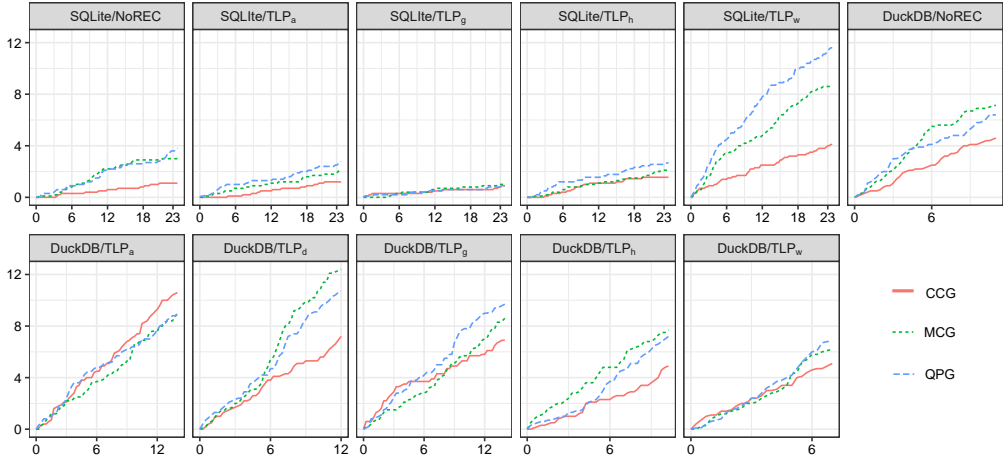 SQLite/NoREC SQLIte/TLPa SQLIte/TLPg SQLite/TLPh SQLite/TLPw DuckDB/NoREC
12
8
4
0
0 6 12 18 23 0 6 12 18 23 0 6 12 18 23 0 6 12 18 23 0 6 12 18 23 0 6
DuckDB/TLPa DuckDB/TLPd DuckDB/TLPg DuckDB/TLPh DuckDB/TLPw
12
8
4
0
0 6 12 0 6 12 0 6 12 0 6 0 6
CCG
MCG
QPG